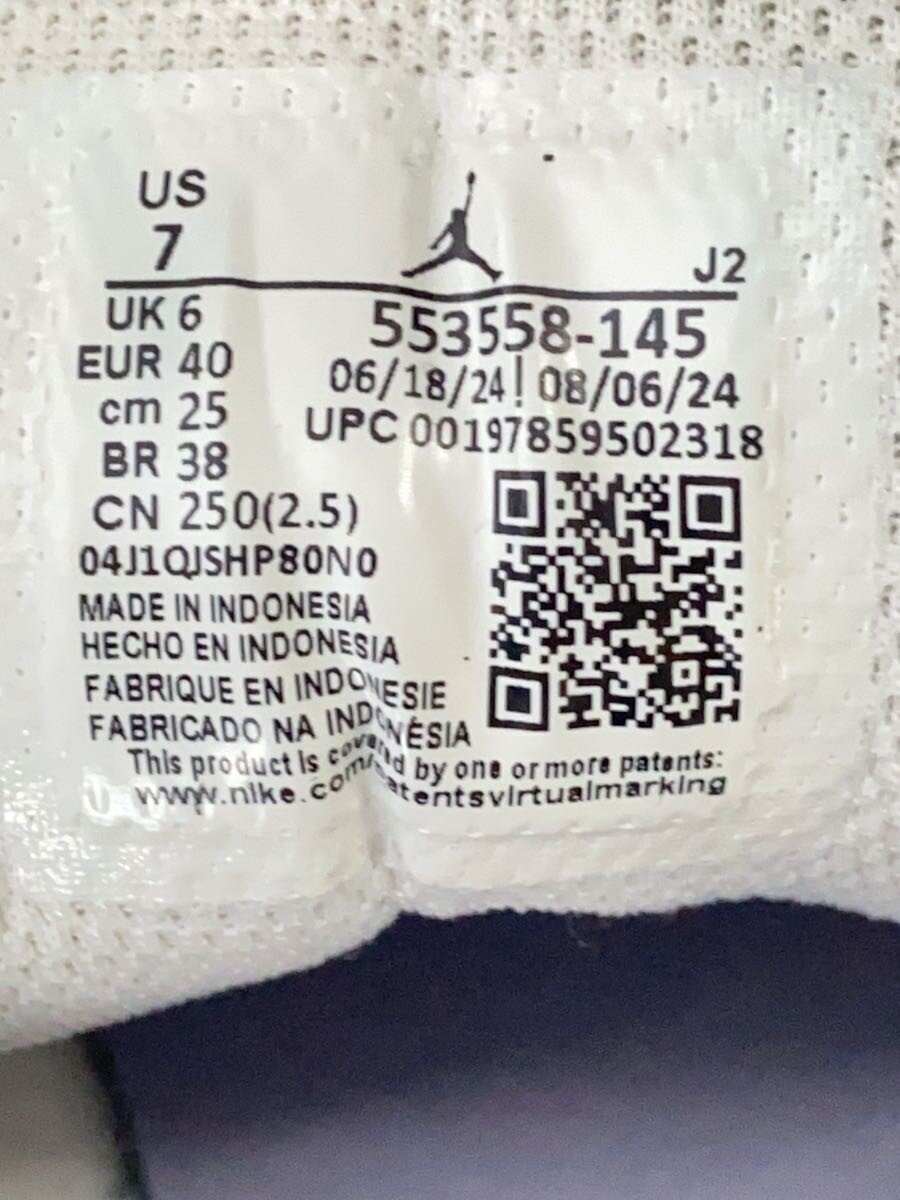 US
7
J2
UK 6
EUR 40
cm 25
BR 38
CN 250(2.5)
553558-145
06/18/24 | 08/06/24
UPC 00197859502318
04J1QJSHP80N0
MADE IN INDONESIA
HECHO EN INDONESIA
FABRIQUE EN INDONESIE
FABRICADO NA INDONÉSIA
This product is covered by one or more patents:
www.nike.com/patentsvirtualmarking